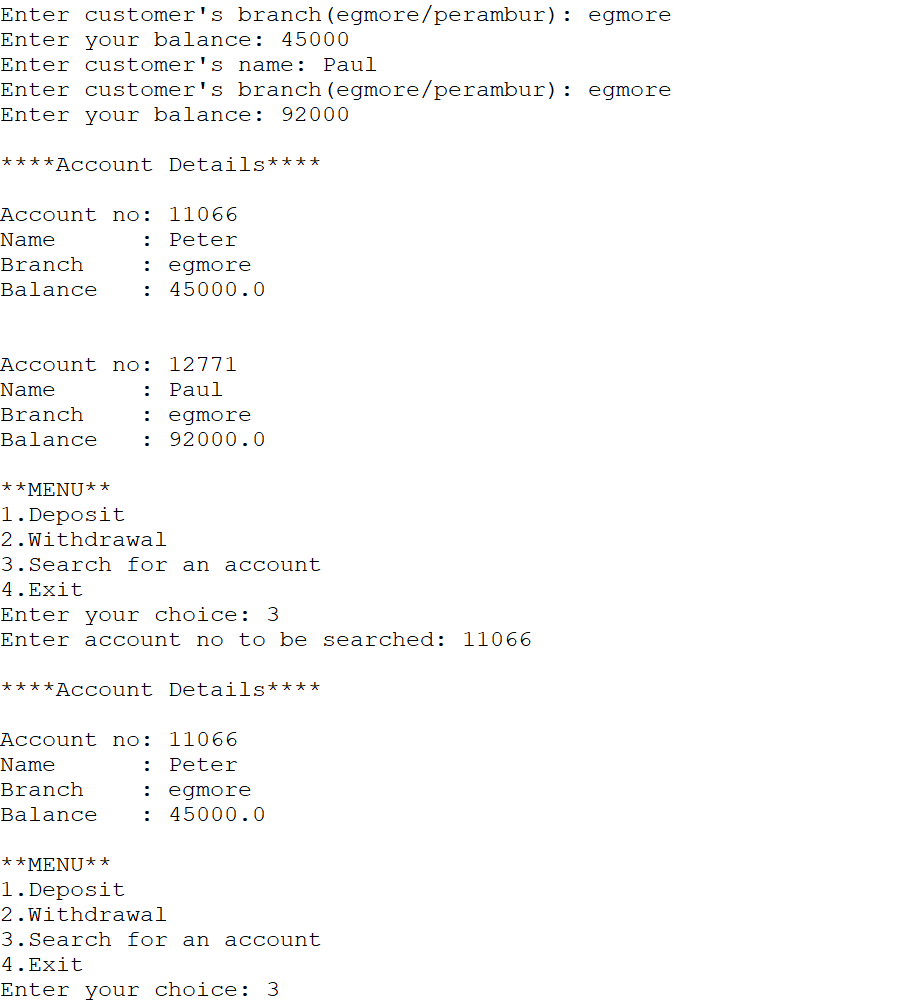 Enter customer's branch(egmore/perambur): egmore
Enter your balance: 45000
Enter customer's name: Paul
Enter customer's branch(egmore/perambur): egmore
Enter your balance: 92000
****Account Details****
Account no: 11066
Name      : Peter
Branch    : egmore
Balance   : 45000.0
Account no: 12771
Name      : Paul
Branch    : egmore
Balance   : 92000.0
**MENU**
1.Deposit
2.Withdrawal
3.Search for an account
4.Exit
Enter your choice: 3
Enter account no to be searched: 11066
****Account Details****
Account no: 11066
Name      : Peter
Branch    : egmore
Balance   : 45000.0
**MENU**
1.Deposit
2.Withdrawal
3.Search for an account
4.Exit
Enter your choice: 3